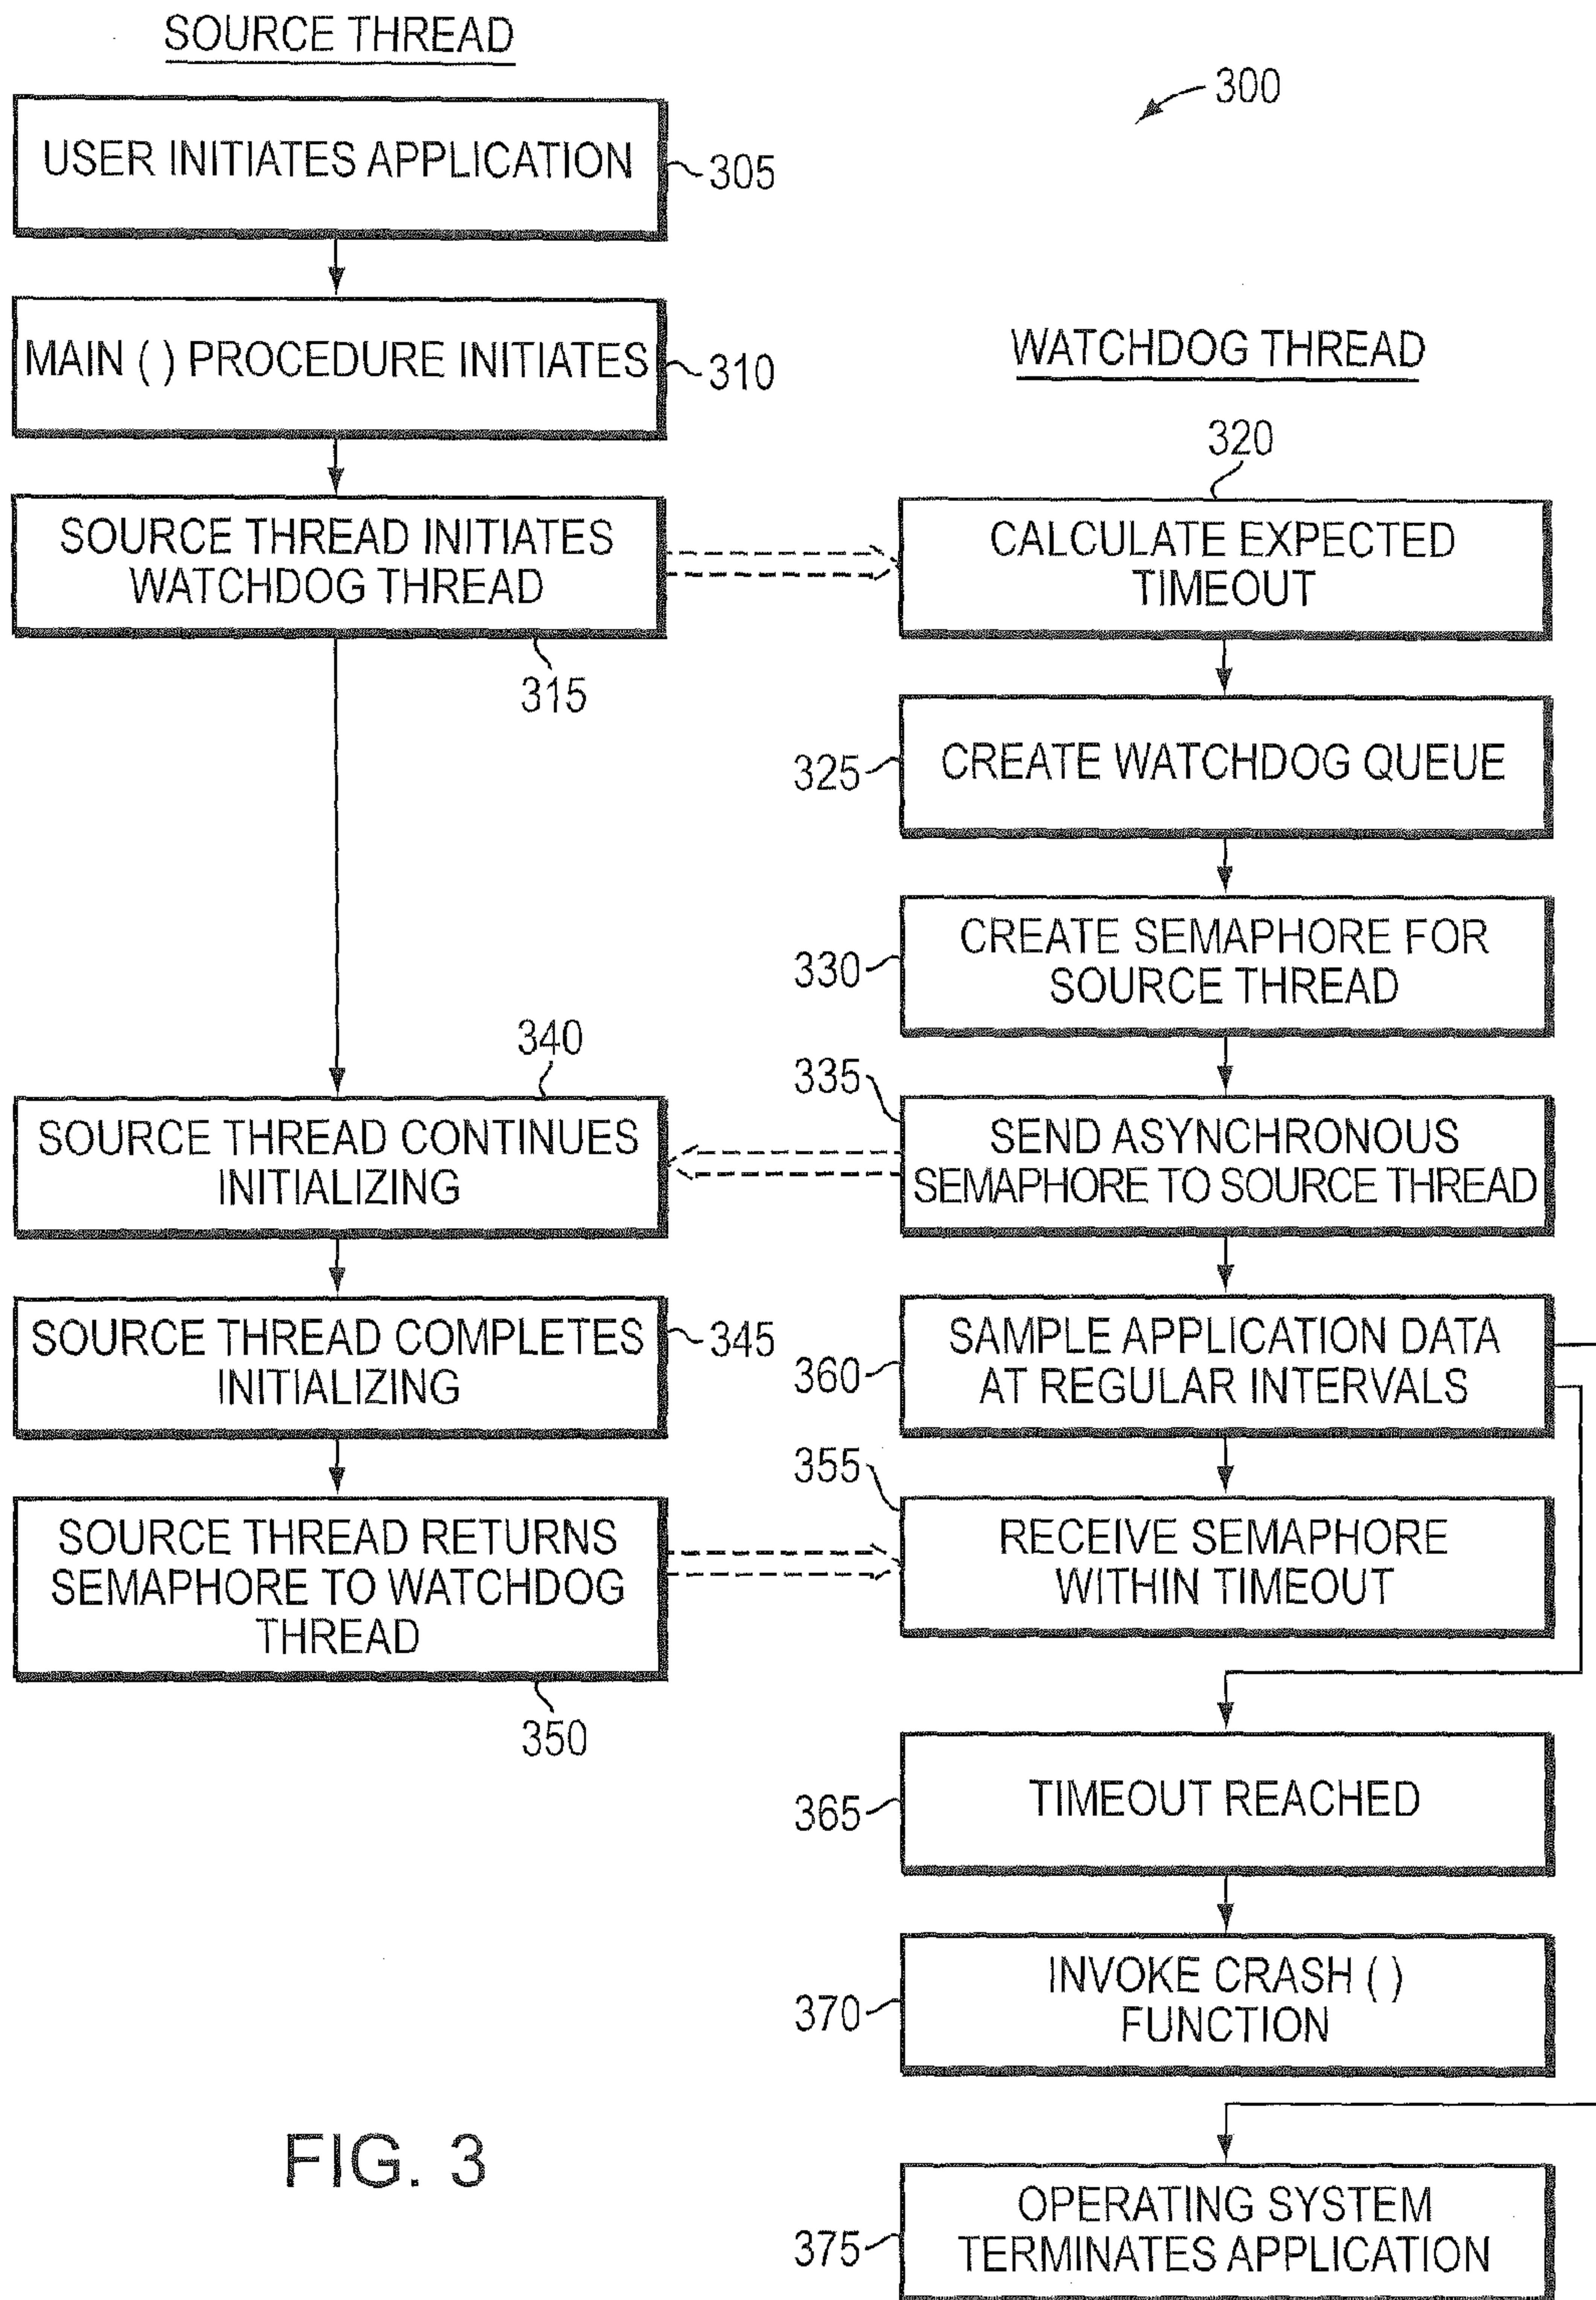 SOURCE THREAD
300
USER INITIATES APPLICATION
305
MAIN ( ) PROCEDURE INITIATES
310
WATCHDOG THREAD
SOURCE THREAD INITIATES
WATCHDOG THREAD
315
320
CALCULATE EXPECTED
TIMEOUT
325
CREATE WATCHDOG QUEUE
330
CREATE SEMAPHORE FOR
SOURCE THREAD
340
SOURCE THREAD CONTINUES
INITIALIZING
335
SEND ASYNCHRONOUS
SEMAPHORE TO SOURCE THREAD
SOURCE THREAD COMPLETES
INITIALIZING
345
360
SAMPLE APPLICATION DATA
AT REGULAR INTERVALS
SOURCE THREAD RETURNS
SEMAPHORE TO WATCHDOG
THREAD
350
355
RECEIVE SEMAPHORE
WITHIN TIMEOUT
365
TIMEOUT REACHED
370
INVOKE CRASH ( )
FUNCTION
375
OPERATING SYSTEM
TERMINATES APPLICATION
FIG. 3